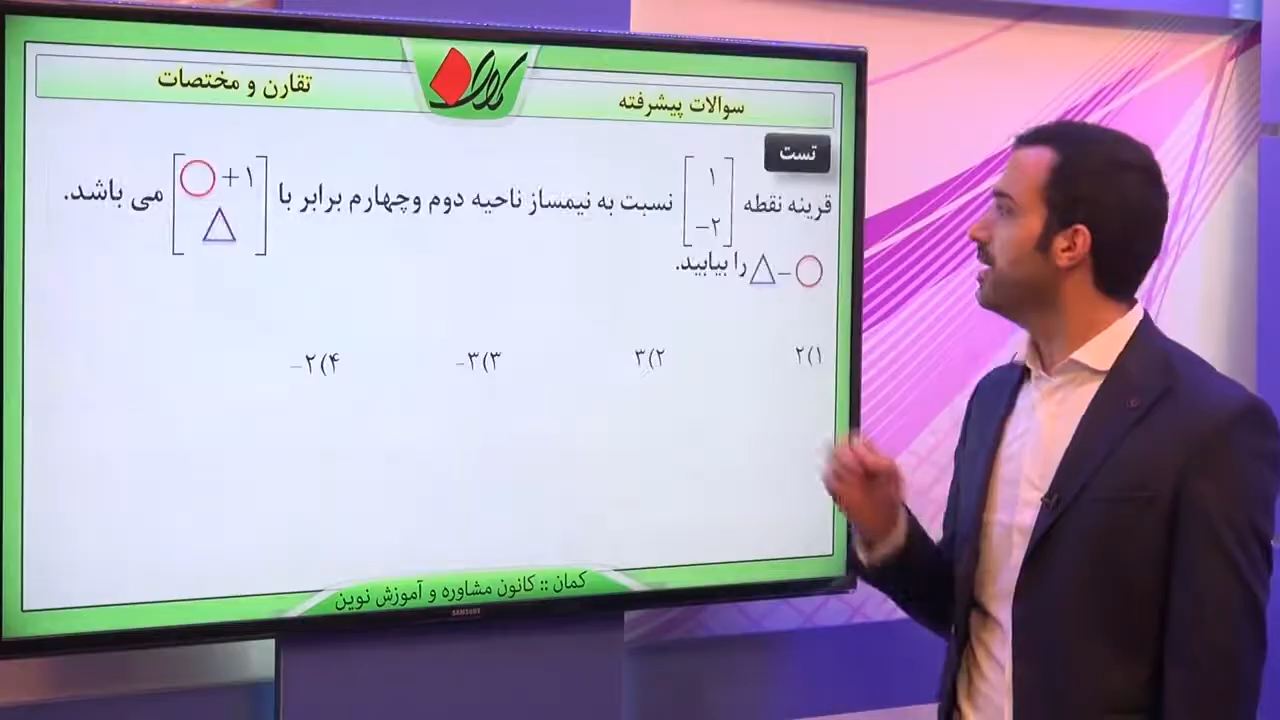 سوالات پیشرفته
تقارن و مختصات
تست
قرینه نقطه [۱ -۲] نسبت به نیمساز ناحیه دوم وچهارم برابر با [○+۱ △] می باشد.
○-△ را بیابید.
۱)۲ ۲)۳ ۳)-۳ ۴)-۲
کمان :: کانون مشاوره و آموزش نوین
SAMSUNG